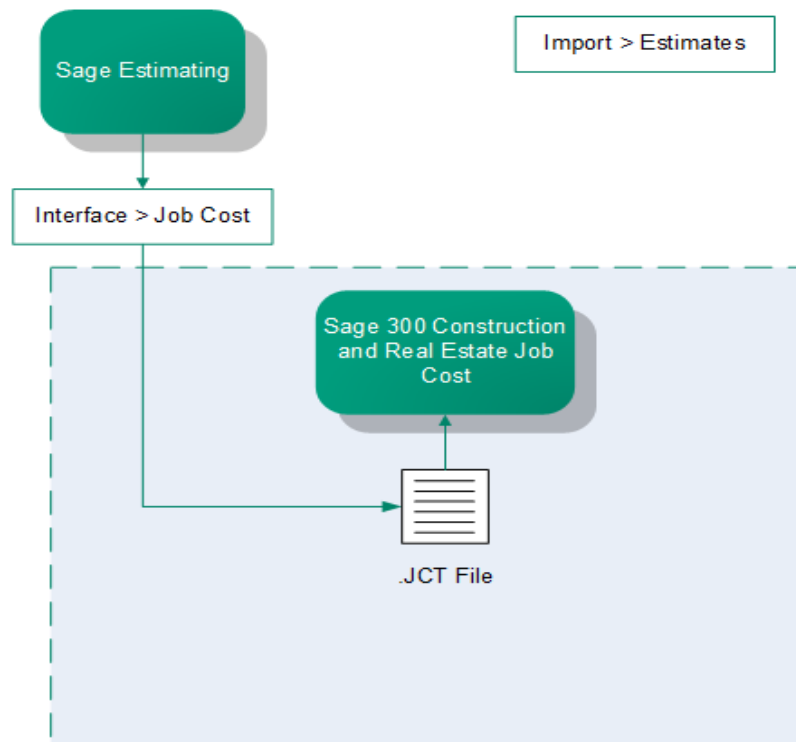 Sage Estimating
Import > Estimates
Interface > Job Cost
Sage 300 Construction
and Real Estate Job
Cost
.JCT File